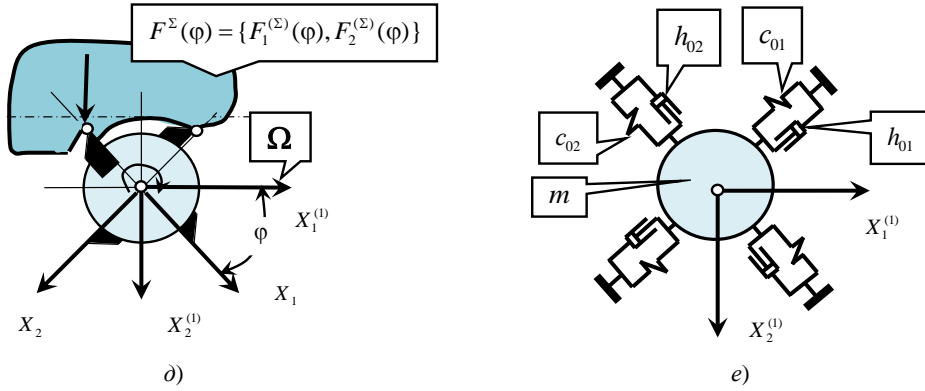 F^Σ(φ) = {F_1^(Σ)(φ), F_2^(Σ)(φ)}
Ω
X_1^(1)
φ
X_1
X_2
X_2^(1)
д)
h_02
c_01
c_02
h_01
m
X_1^(1)
X_2^(1)
е)